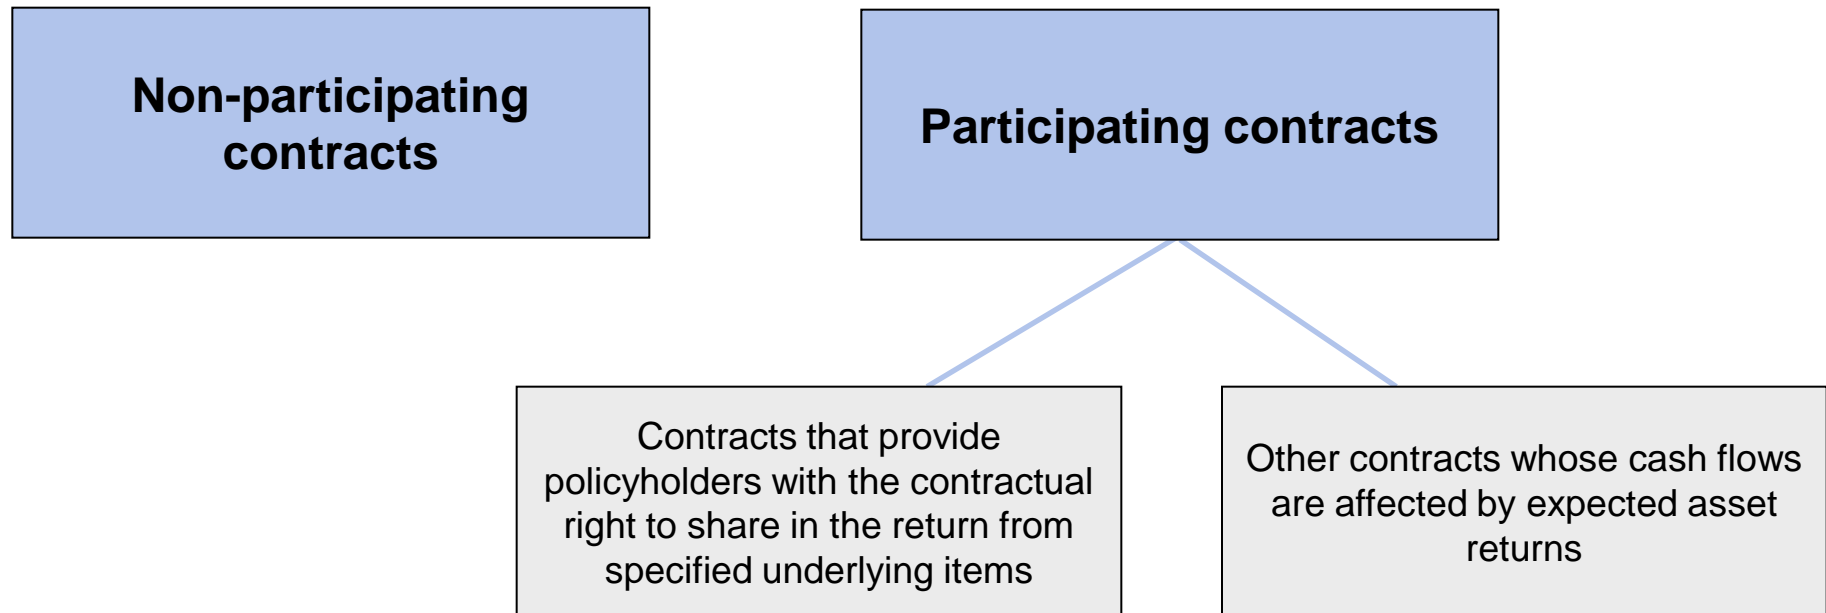 Non-participating
contracts
Participating contracts
Contracts that provide
policyholders with the contractual
right to share in the return from
specified underlying items
Other contracts whose cash flows
are affected by expected asset
returns